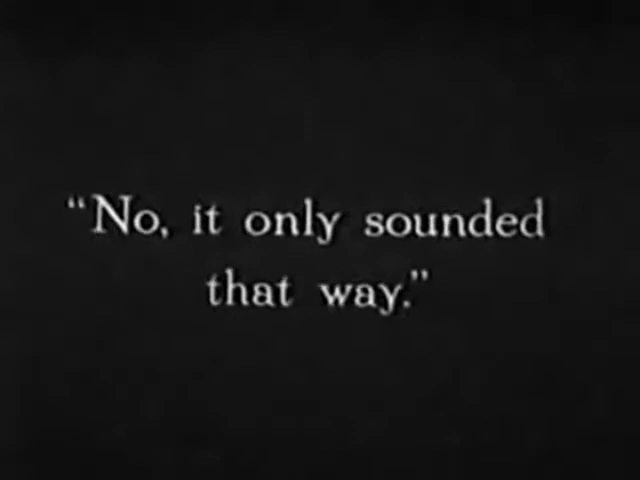 “No, it only sounded
that way.”